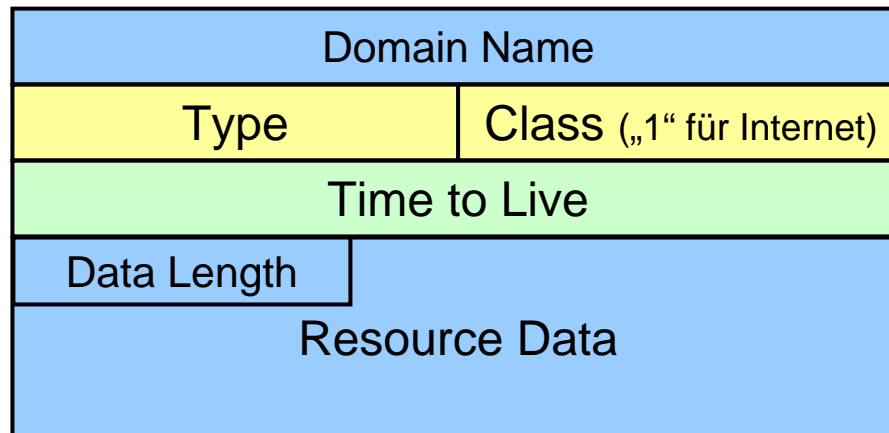 Domain Name
Type
Class („1“ für Internet)
Time to Live
Data Length
Resource Data